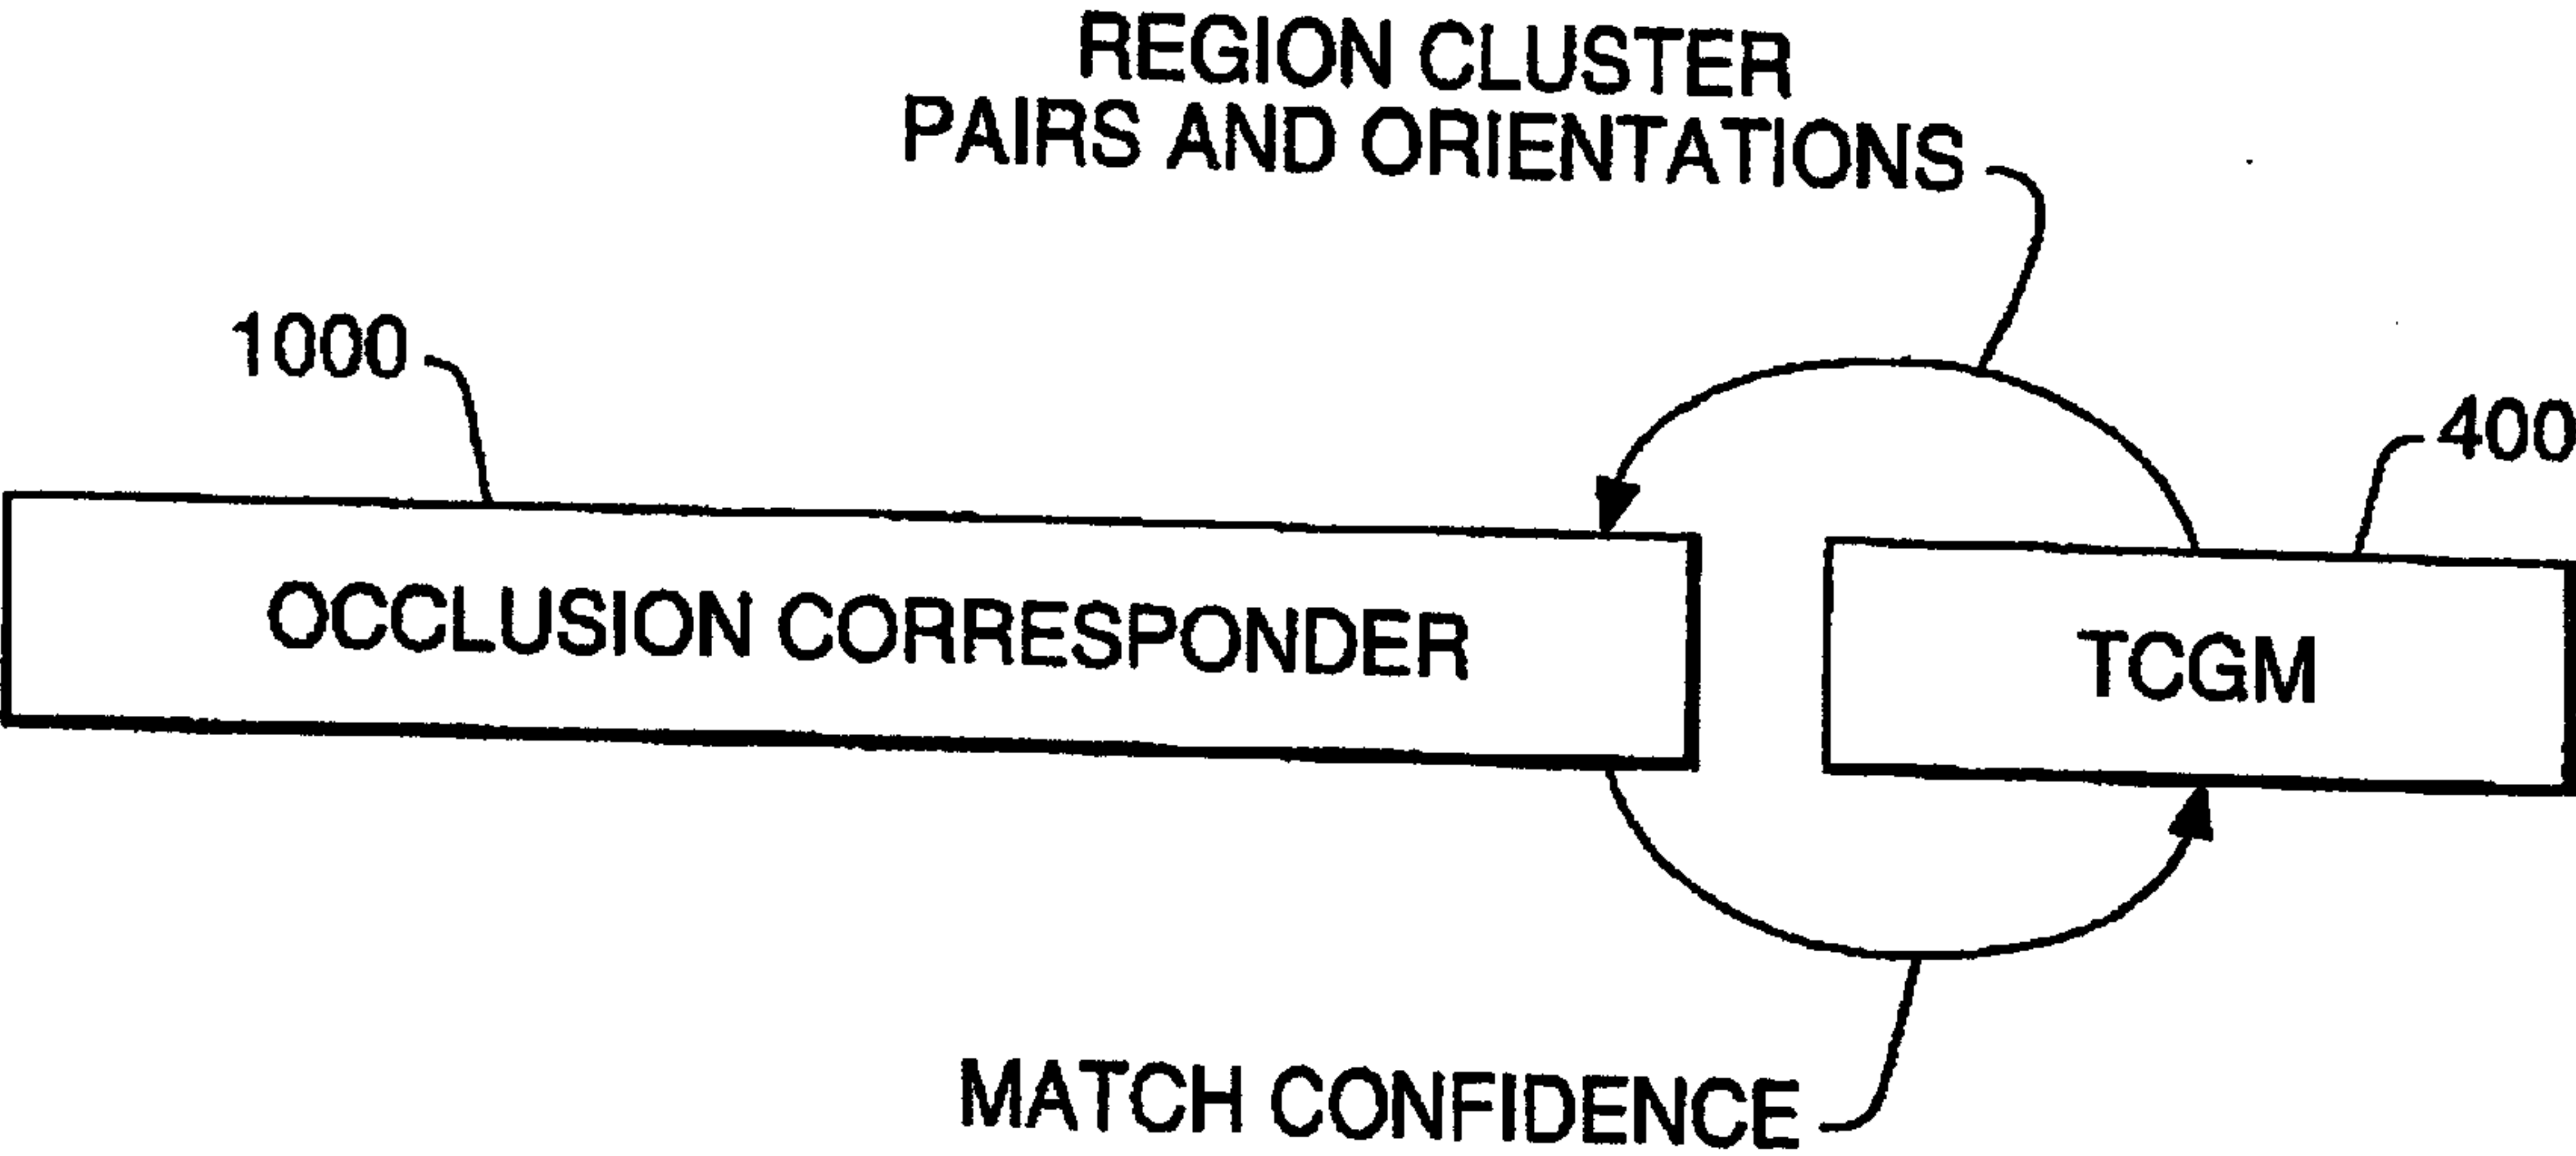 REGION CLUSTER
PAIRS AND ORIENTATIONS
1000
400
OCCLUSION CORRESPONDER
TCGM
MATCH CONFIDENCE